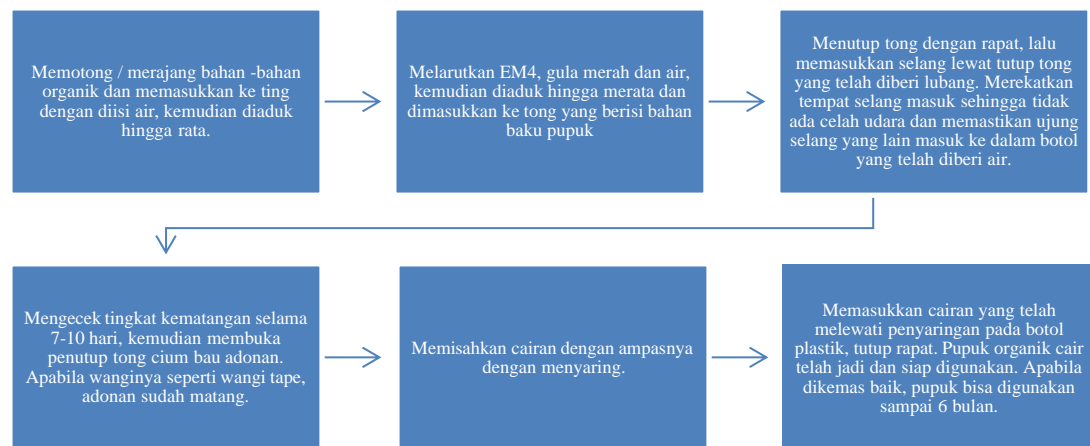 Memotong / merajang bahan -bahan
organik dan memasukkan ke ting
dengan diisi air, kemudian diaduk
hingga rata.
Melarutkan EM4, gula merah dan air,
kemudian diaduk hingga merata dan
dimasukkan ke tong yang berisi bahan
baku pupuk
Menutup tong dengan rapat, lalu
memasukkan selang lewat tutup tong
yang telah diberi lubang. Merekatkan
tempat selang masuk sehingga tidak
ada celah udara dan memastikan ujung
selang yang lain masuk ke dalam botol
yang telah diberi air.
Mengecek tingkat kematangan selama
7-10 hari, kemudian membuka
penutup tong cium bau adonan.
Apabila wanginya seperti wangi tape,
adonan sudah matang.
Memisahkan cairan dengan ampasnya
dengan menyaring.
Memasukkan cairan yang telah
melewati penyaringan pada botol
plastik, tutup rapat. Pupuk organik cair
telah jadi dan siap digunakan. Apabila
dikemas baik, pupuk bisa digunakan
sampai 6 bulan.